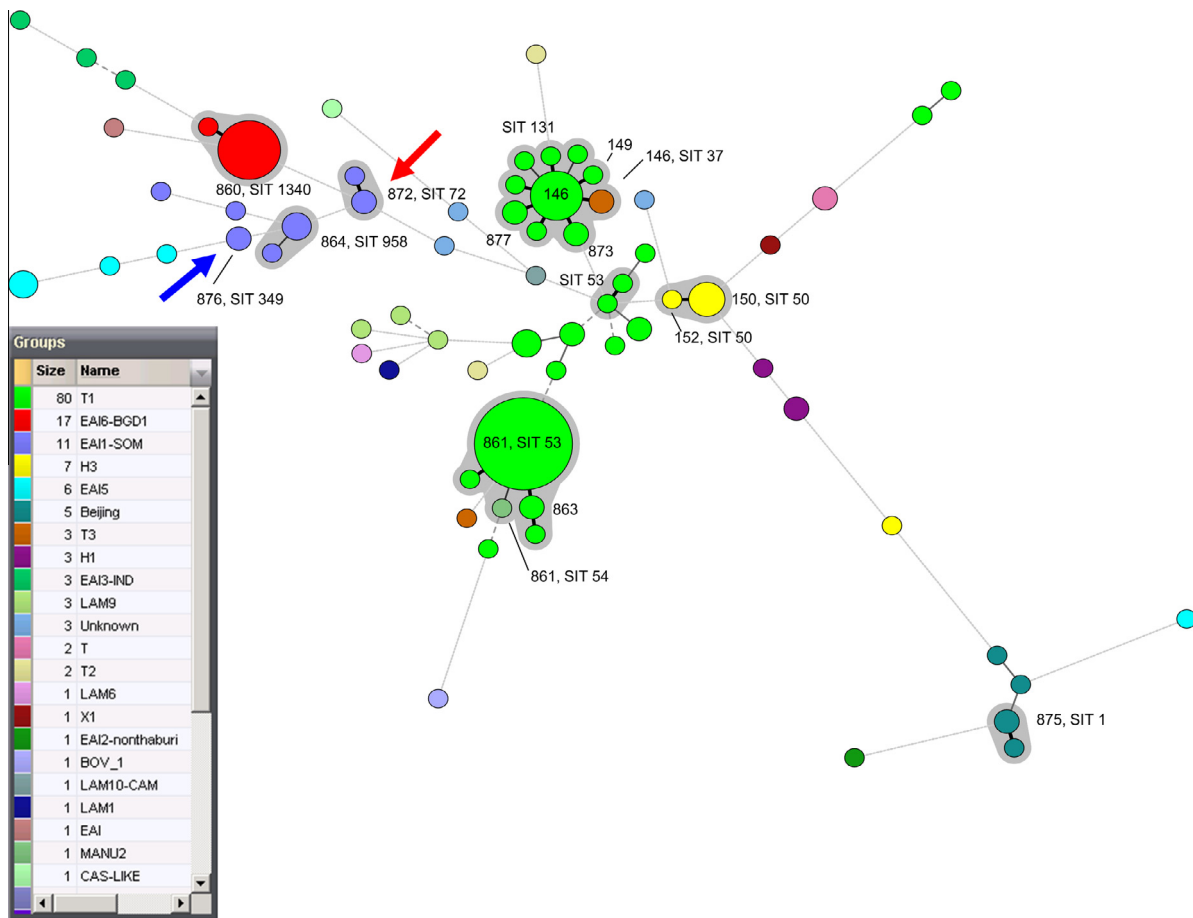 SIT 131
149
146, SIT 37
146
860, SIT 1340
872, SIT 72
864, SIT 958
877
873
SIT 53
876, SIT 349
150, SIT 50
152, SIT 50
Groups
Size Name
80 T1
17 EAI6-BGD1
11 EAI1-SOM
7 H3
6 EAI5
5 Beijing
3 T3
3 H1
3 EAI3-IND
3 LAM9
3 Unknown
2 T
2 T2
1 LAM6
1 X1
1 EAI2-nonthaburi
1 BOV_1
1 LAM10-CAM
1 LAM1
1 EAI
1 MANU2
1 CAS-LIKE
861, SIT 53
863
861, SIT 54
875, SIT 1